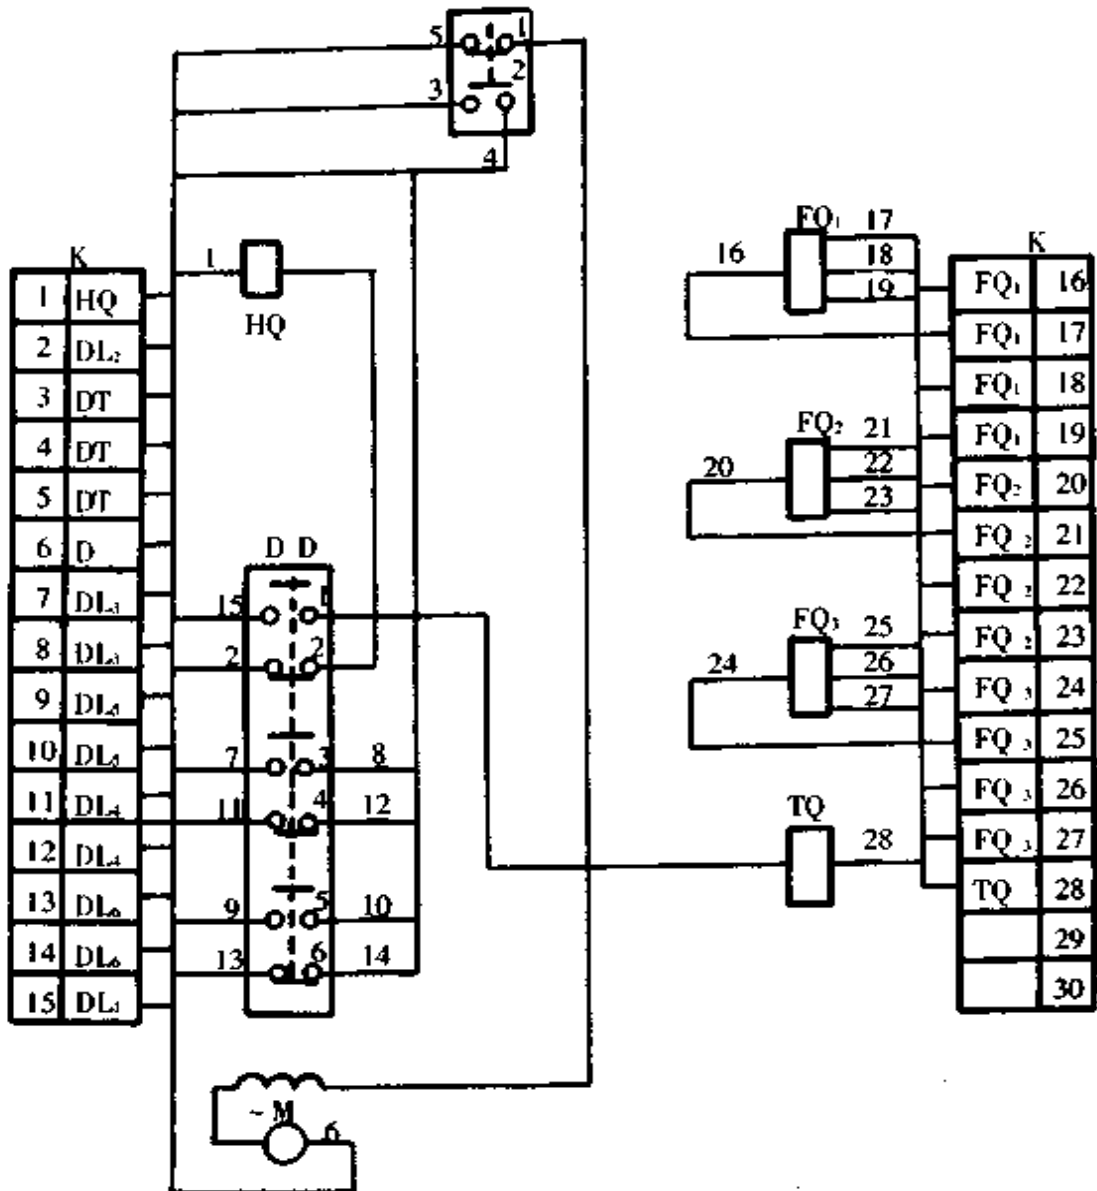 5 1
3 2
4
K
1 HQ
2 DL₂
3 DT
4 DT
5 DT
6 D
7 DL₃
8 DL₃
9 DL₅
10 DL₅
11 DL₄
12 DL₄
13 DL₆
14 DL₆
15 DL₁
1
HQ
D D
15 1
2 2
7 3 8
11 4 12
9 5 10
13 6 14
~ M
6
FQ₁ 17
16 18
19
FQ₂ 21
20 22
23
FQ₃ 25
24 26
27
TQ
28
K
FQ₁ 16
FQ₁ 17
FQ₁ 18
FQ₁ 19
FQ₂ 20
FQ₂ 21
FQ₂ 22
FQ₂ 23
FQ₃ 24
FQ₃ 25
FQ₃ 26
FQ₃ 27
TQ 28
29
30